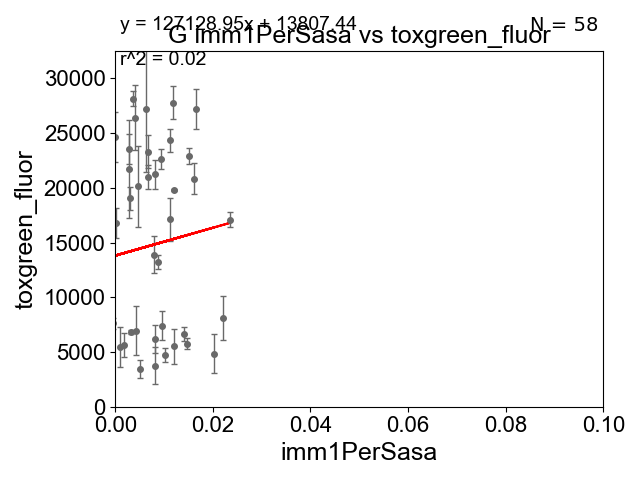 y = 127128.95x + 13807.44
N = 58
G Imm1PerSasa vs toxgreen_fluor
r^2 = 0.02
30000
25000
20000
15000
10000
5000
0
toxgreen_fluor
0.00 0.02 0.04 0.06 0.08 0.10
imm1PerSasa